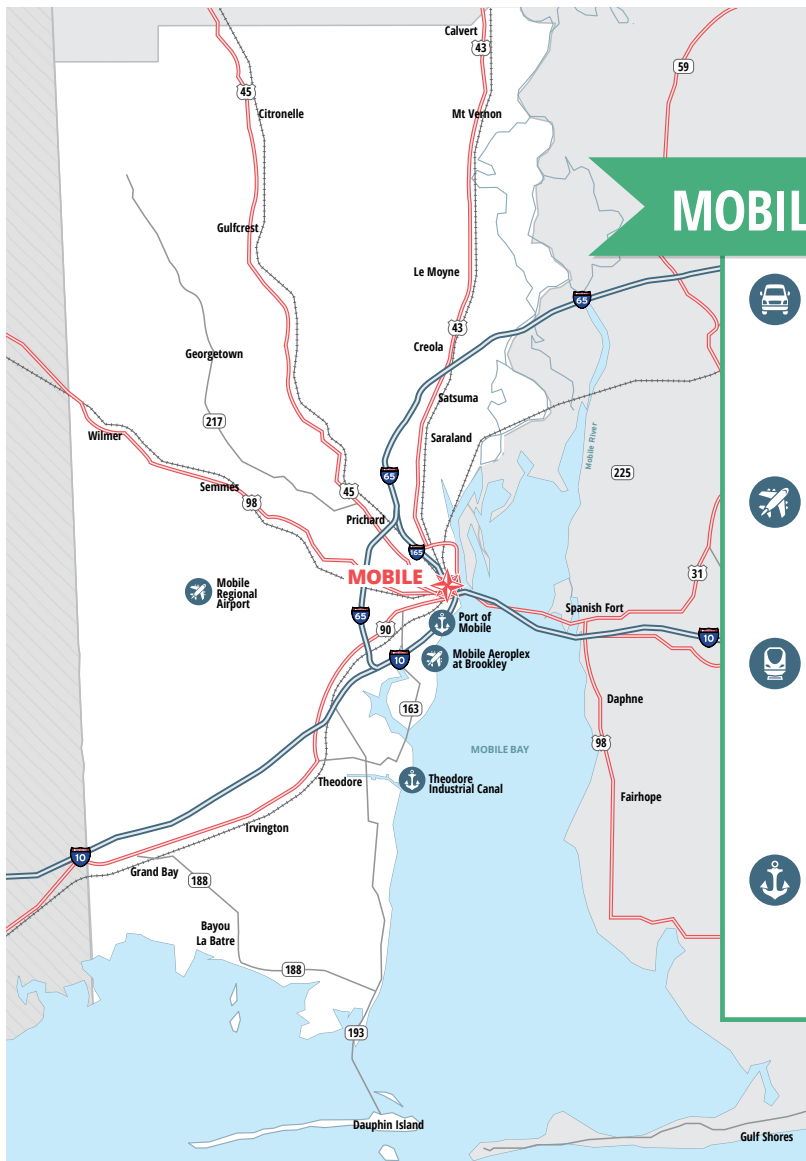 Calvert
43
59
45
Citronelle
Mt Vernon
MOBIL
Gulfcrest
Le Moyne
65
43
Creola
Georgetown
Satsuma
217
Saraland
Wilmer
Mobile River
65
225
Semmes
45
98
Prichard
165
31
MOBILE
Mobile
Regional
Airport
65
Spanish Fort
Port of
Mobile
90
10
10
Mobile Aeroplex
at Brookley
Daphne
163
98
MOBILE BAY
Theodore
Theodore
Industrial Canal
Fairhope
Irvington
10
Grand Bay
188
Bayou
La Batre
188
193
Dauphin Island
Gulf Shores